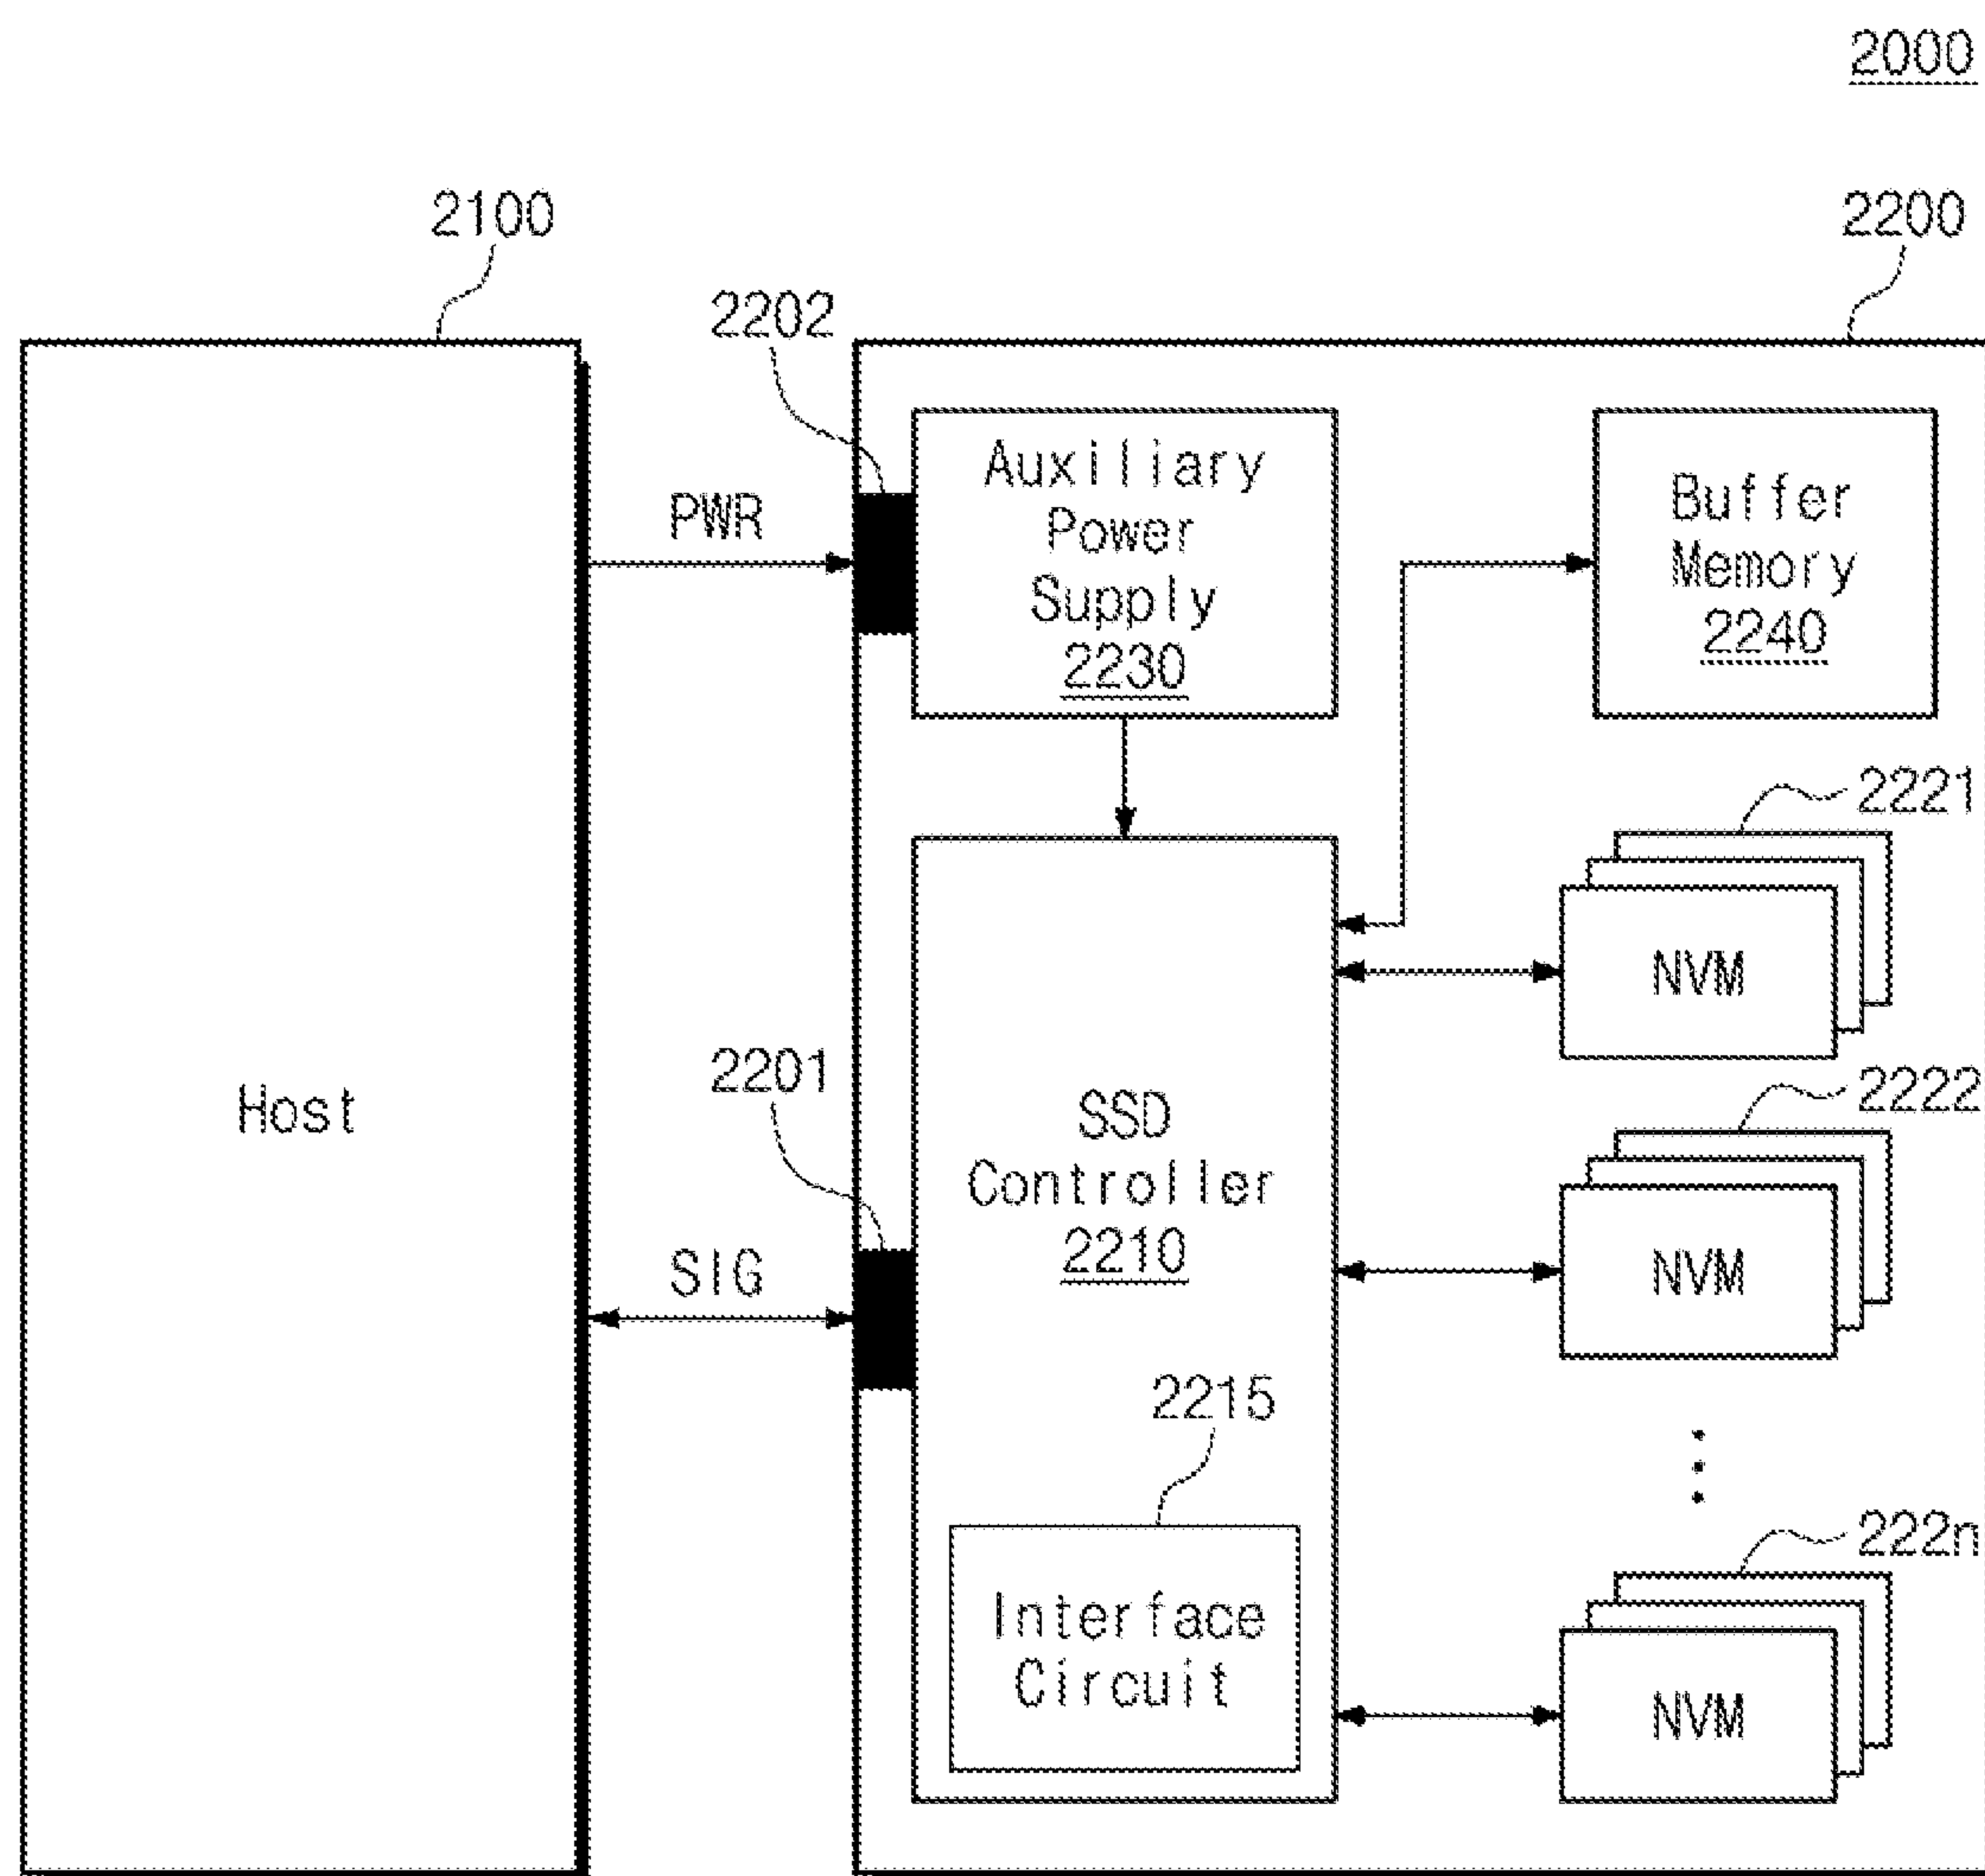 2000
2100
2200
2202
PWR
Auxiliary
Power
Supply
2230
Buffer
Memory
2240
2221
NVM
2222
NVM
Host
2201
SIG
SSD
Controller
2210
2215
Interface
Circuit
222n
NVM